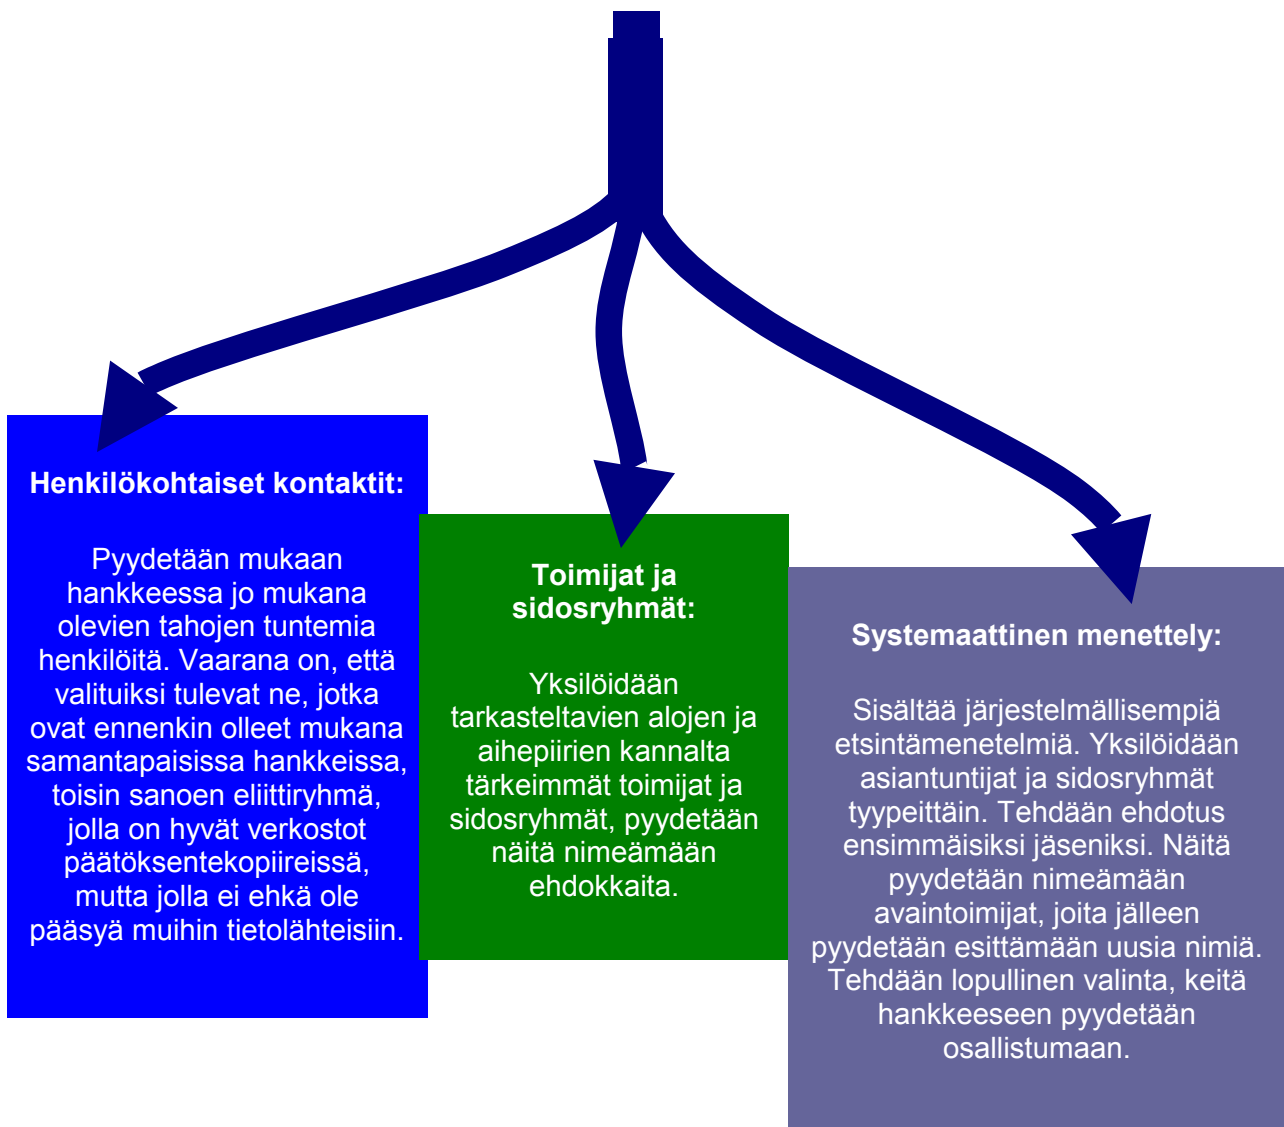 Henkilökohtaiset kontaktit:
Pyydetään mukaan
hankkeessa jo mukana
olevien tahojen tuntemia
henkilöitä. Vaarana on, että
valituiksi tulevat ne, jotka
ovat ennenkin olleet mukana
samantapaisissa hankkeissa,
toisin sanoen eliittiryhmä,
jolla on hyvät verkostot
päätöksentekopiireissä,
mutta jolla ei ehkä ole
pääsyä muihin tietolähteisiin.
Toimijat ja
sidosryhmät:
Yksilöidään
tarkasteltavien alojen ja
aihepiirien kannalta
tärkeimmät toimijat ja
sidosryhmät, pyydetään
näitä nimeämään
ehdokkaita.
Systemaattinen menettely:
Sisältää järjestelmällisempiä
etsintämenetelmiä. Yksilöidään
asiantuntijat ja sidosryhmät
tyypeittäin. Tehdään ehdotus
ensimmäisiksi jäseniksi. Näitä
pyydetään nimeämään
avaintoimijat, joita jälleen
pyydetään esittämään uusia nimiä.
Tehdään lopullinen valinta, keitä
hankkeeseen pyydetään
osallistumaan.